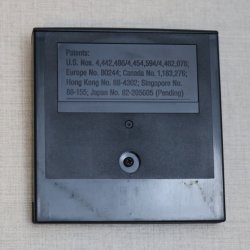 Patents:
U.S. Nos. 4,442,486/4,454,594/4,462,076;
Europe No. 80244; Canada No. 1,183,276;
Hong Kong No. 88-4302; Singapore No.
88-155; Japan No. 82-205605 (Pending)